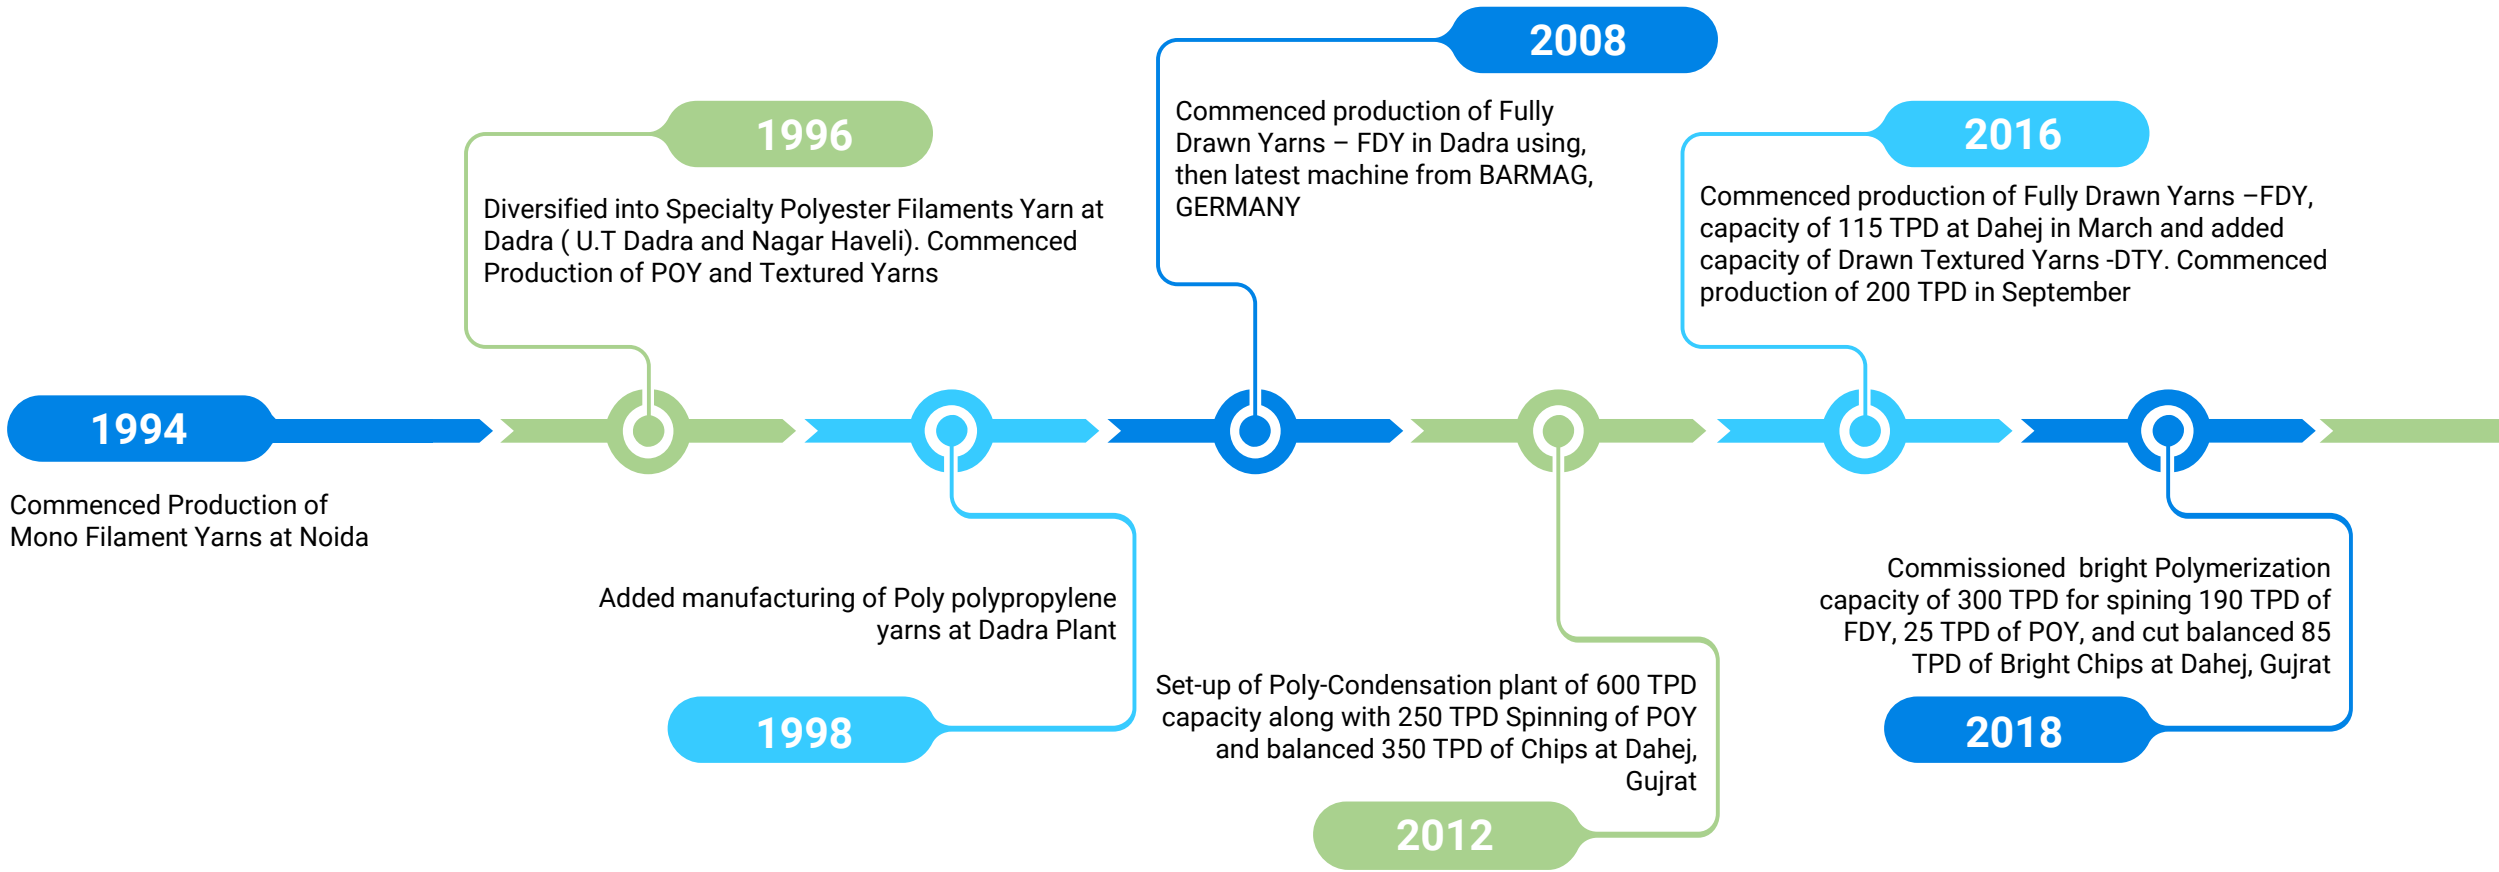 1994
Commenced Production of
Mono Filament Yarns at Noida
1996
Diversified into Specialty Polyester Filaments Yarn at
Dadra ( U.T Dadra and Nagar Haveli). Commenced
Production of POY and Textured Yarns
Added manufacturing of Poly polypropylene
yarns at Dadra Plant
1998
2008
Commenced production of Fully
Drawn Yarns – FDY in Dadra using,
then latest machine from BARMAG,
GERMANY
Set-up of Poly-Condensation plant of 600 TPD
capacity along with 250 TPD Spinning of POY
and balanced 350 TPD of Chips at Dahej,
Gujrat
2012
2016
Commenced production of Fully Drawn Yarns –FDY,
capacity of 115 TPD at Dahej in March and added
capacity of Drawn Textured Yarns -DTY. Commenced
production of 200 TPD in September
Commissioned  bright Polymerization
capacity of 300 TPD for spining 190 TPD of
FDY, 25 TPD of POY, and cut balanced 85
TPD of Bright Chips at Dahej, Gujrat
2018